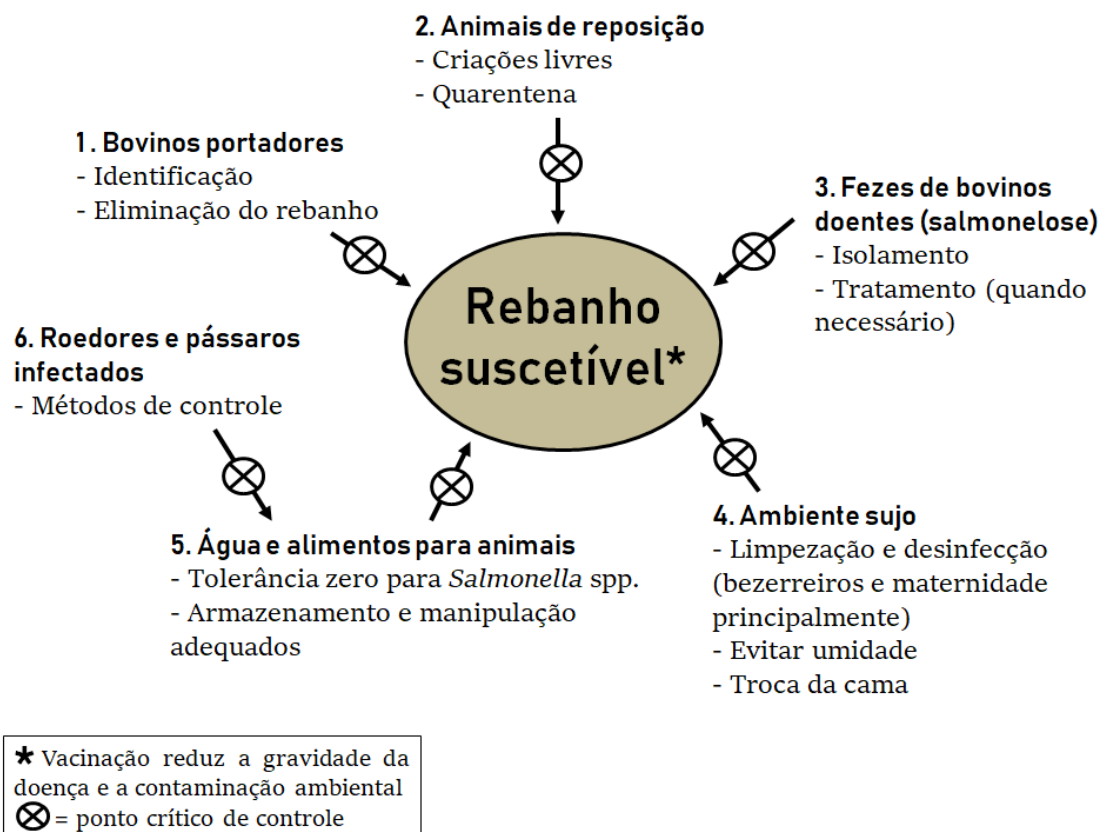 2. Animais de reposição
- Criações livres
- Quarentena
1. Bovinos portadores
- Identificação
- Eliminação do rebanho
3. Fezes de bovinos
doentes (salmonelose)
- Isolamento
- Tratamento (quando
necessário)
Rebanho
suscetível*
6. Roedores e pássaros
infectados
- Métodos de controle
5. Água e alimentos para animais
- Tolerância zero para Salmonella spp.
- Armazenamento e manipulação
adequados
4. Ambiente sujo
- Limpezação e desinfecção
(bezerreiros e maternidade
principalmente)
- Evitar umidade
- Troca da cama
* Vacinação reduz a gravidade da
doença e a contaminação ambiental
⊗ = ponto crítico de controle